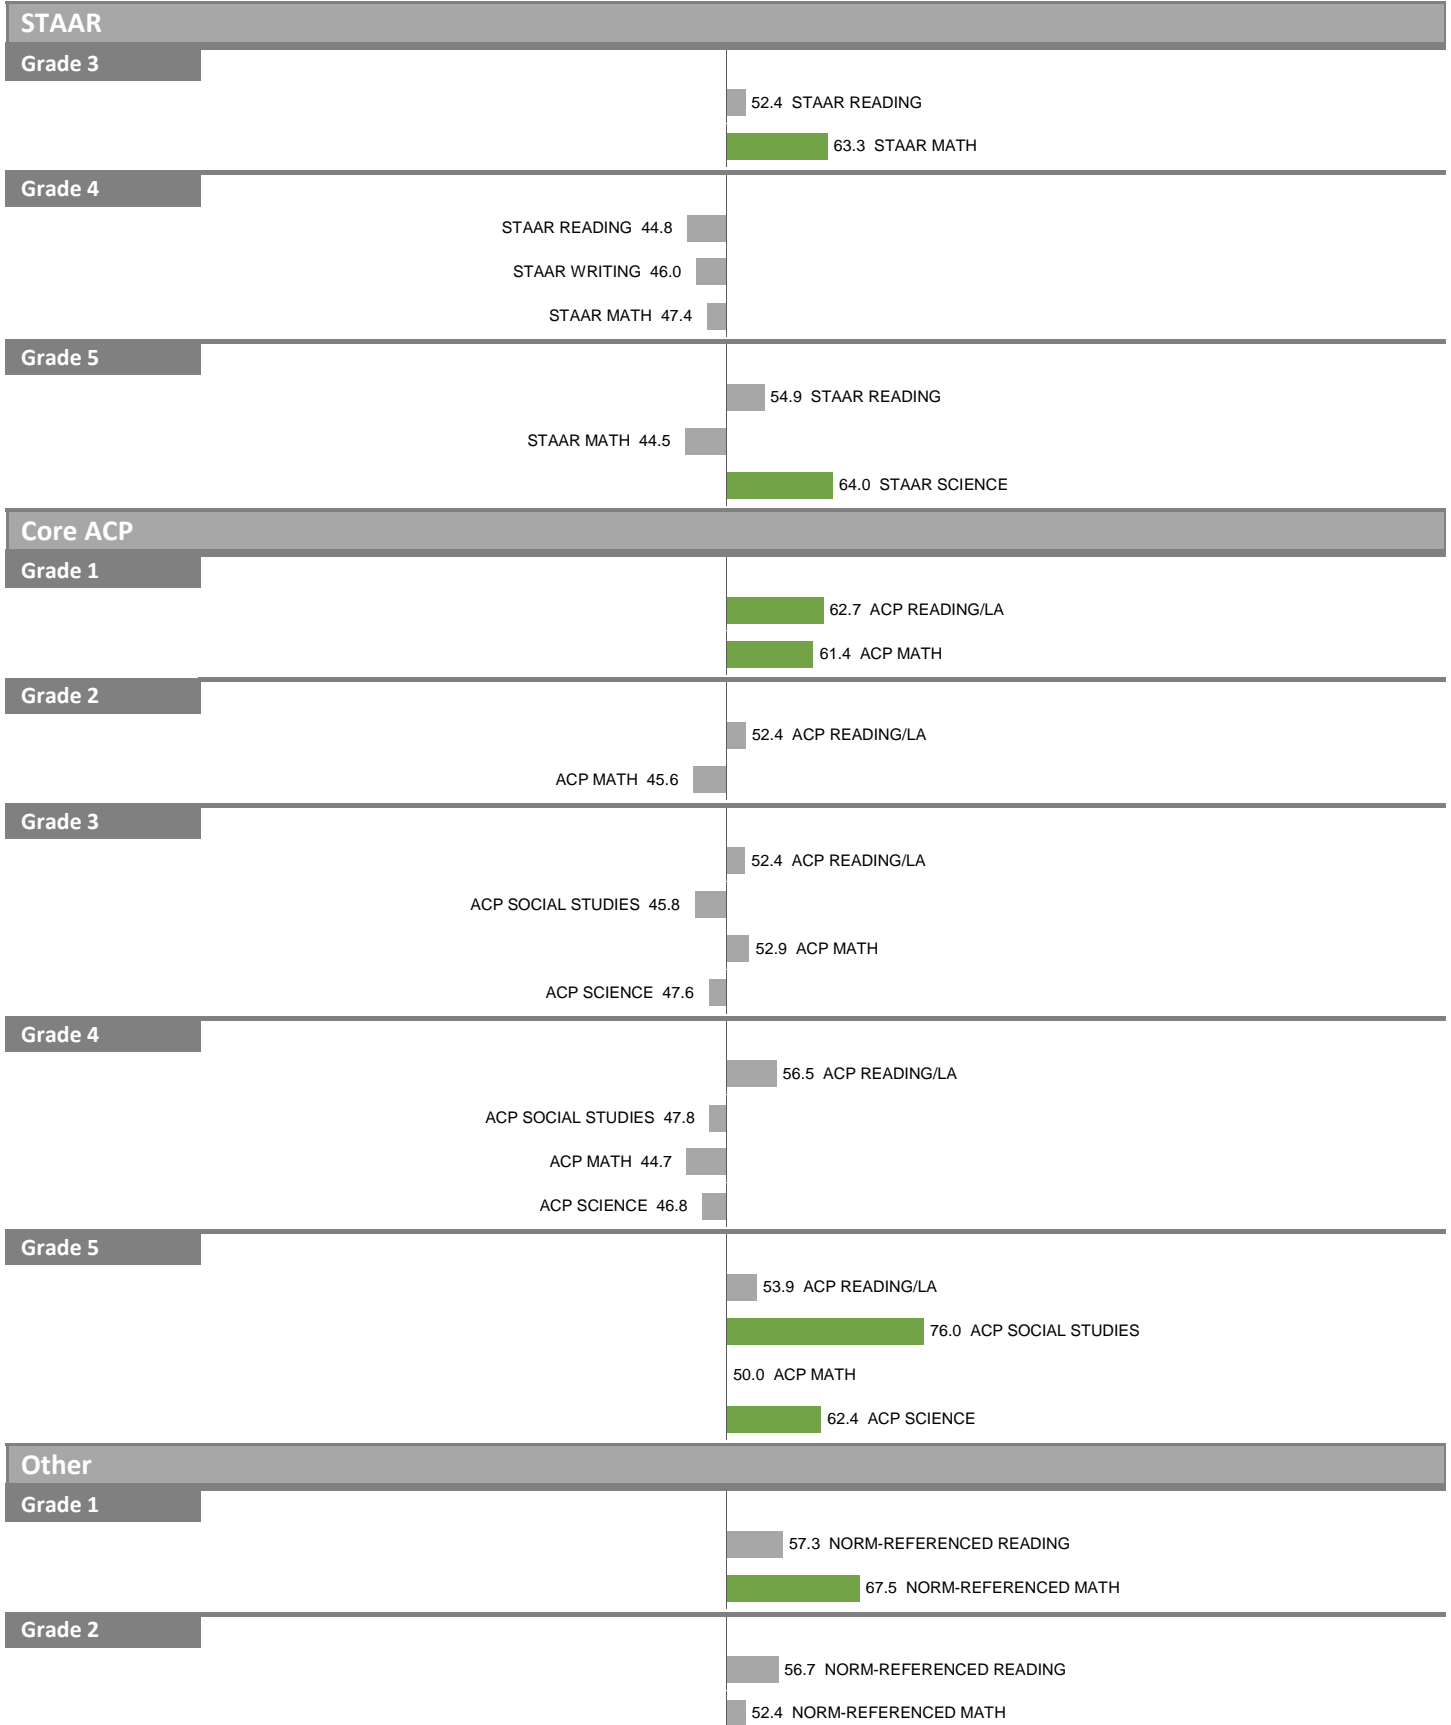 STAAR
Grade 3
52.4 STAAR READING
63.3 STAAR MATH
Grade 4
STAAR READING 44.8
STAAR WRITING 46.0
STAAR MATH 47.4
Grade 5
54.9 STAAR READING
STAAR MATH 44.5
64.0 STAAR SCIENCE
Core ACP
Grade 1
62.7 ACP READING/LA
61.4 ACP MATH
Grade 2
52.4 ACP READING/LA
ACP MATH 45.6
Grade 3
52.4 ACP READING/LA
ACP SOCIAL STUDIES 45.8
52.9 ACP MATH
ACP SCIENCE 47.6
Grade 4
56.5 ACP READING/LA
ACP SOCIAL STUDIES 47.8
ACP MATH 44.7
ACP SCIENCE 46.8
Grade 5
53.9 ACP READING/LA
76.0 ACP SOCIAL STUDIES
50.0 ACP MATH
62.4 ACP SCIENCE
Other
Grade 1
57.3 NORM-REFERENCED READING
67.5 NORM-REFERENCED MATH
Grade 2
56.7 NORM-REFERENCED READING
52.4 NORM-REFERENCED MATH